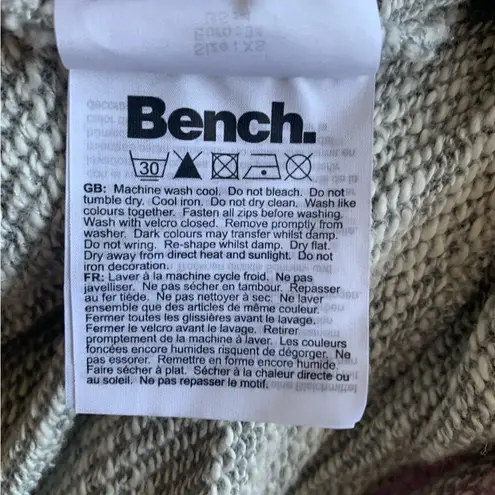 Bench.
30
GB: Machine wash cool. Do not bleach. Do not
tumble dry. Cool iron. Do not dry clean. Wash like
colours together. Fasten all zips before washing.
Wash with velcro closed. Remove promptly from
washer. Dark colours may transfer whilst damp.
Do not wring. Re-shape whilst damp. Dry flat.
Dry away from direct heat and sunlight. Do not
iron decoration.
FR: Laver à la machine cycle froid. Ne pas
javelliser. Ne pas sécher en tambour. Repasser
au fer tiède. Ne pas nettoyer à sec. Ne laver
ensemble que des articles de même couleur.
Fermer toutes les glissières avant le lavage.
Fermer le velcro avant le lavage. Retirer
promptement de la machine à laver. Les couleurs
foncées encore humides risquent de dégorger. Ne
pas essorer. Remettre en forme encore humide.
Faire sécher à plat. Sécher à la chaleur directe ou
au soleil. Ne pas repasser le motif.